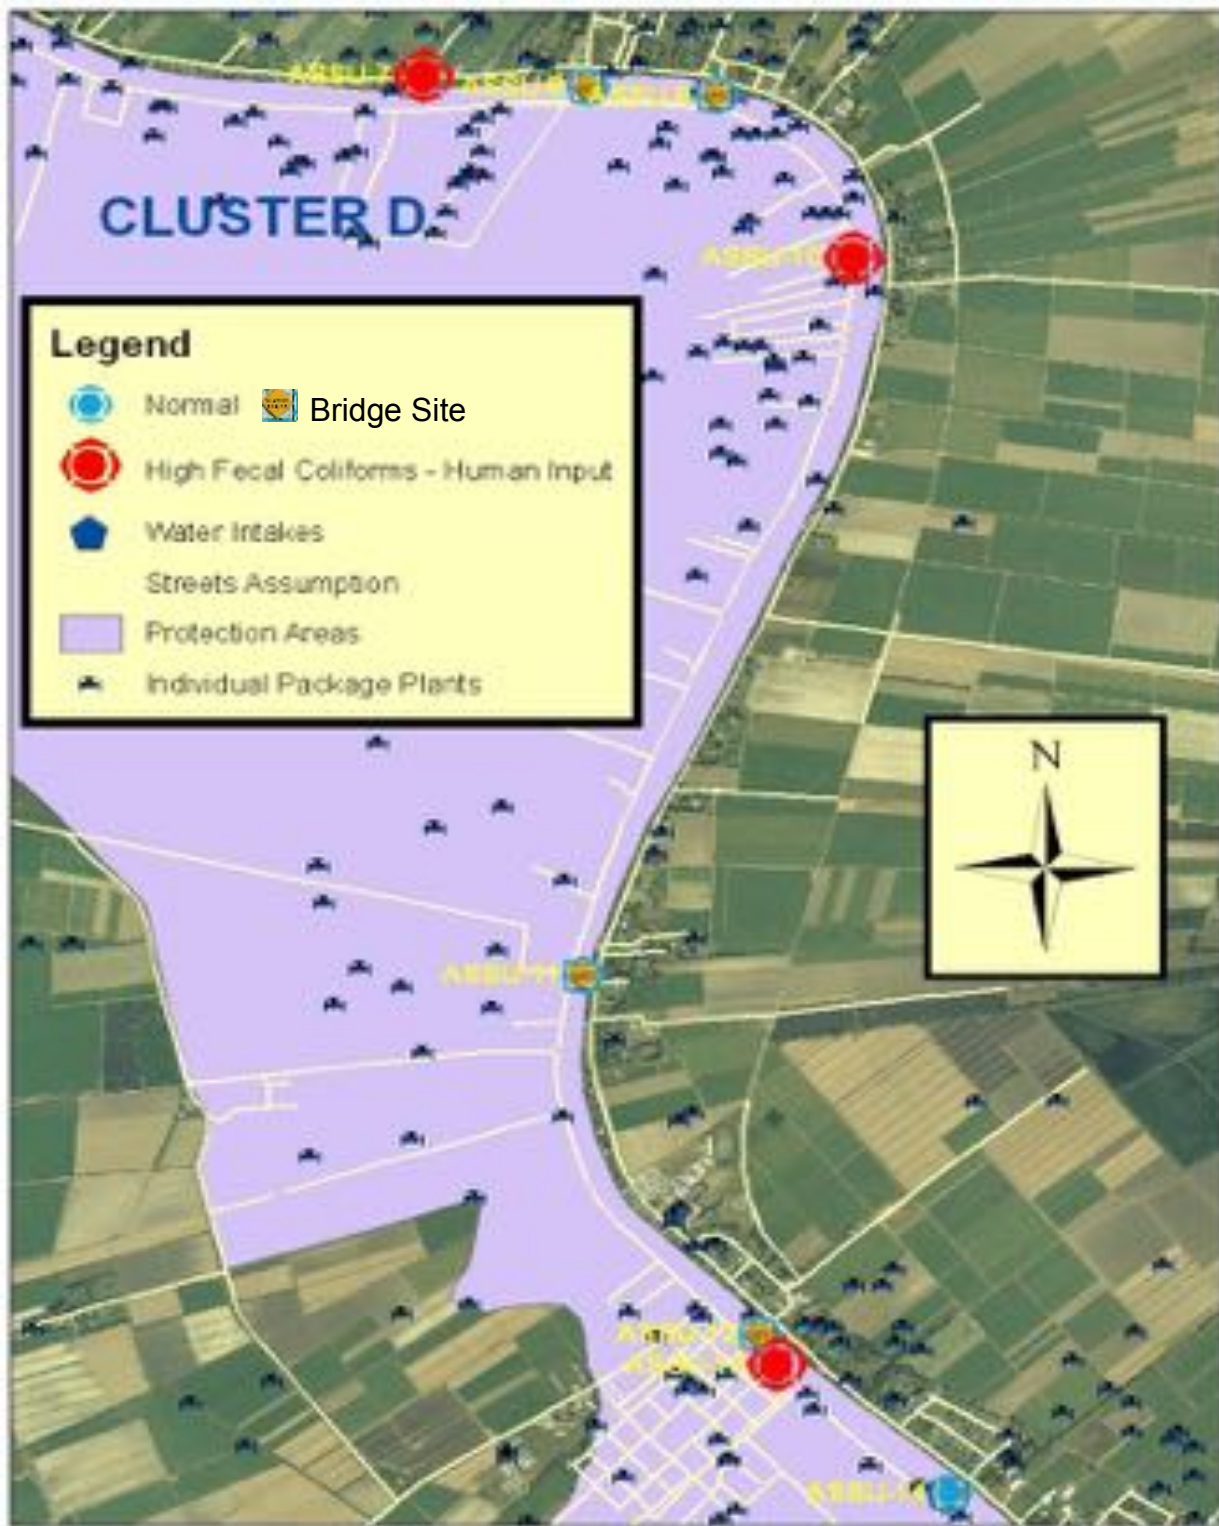 CLUSTER D
Legend
Normal Bridge Site
High Fecal Coliforms - Human Input
Water Intakes
Streets Assumption
Protection Areas
Individual Package Plants
N